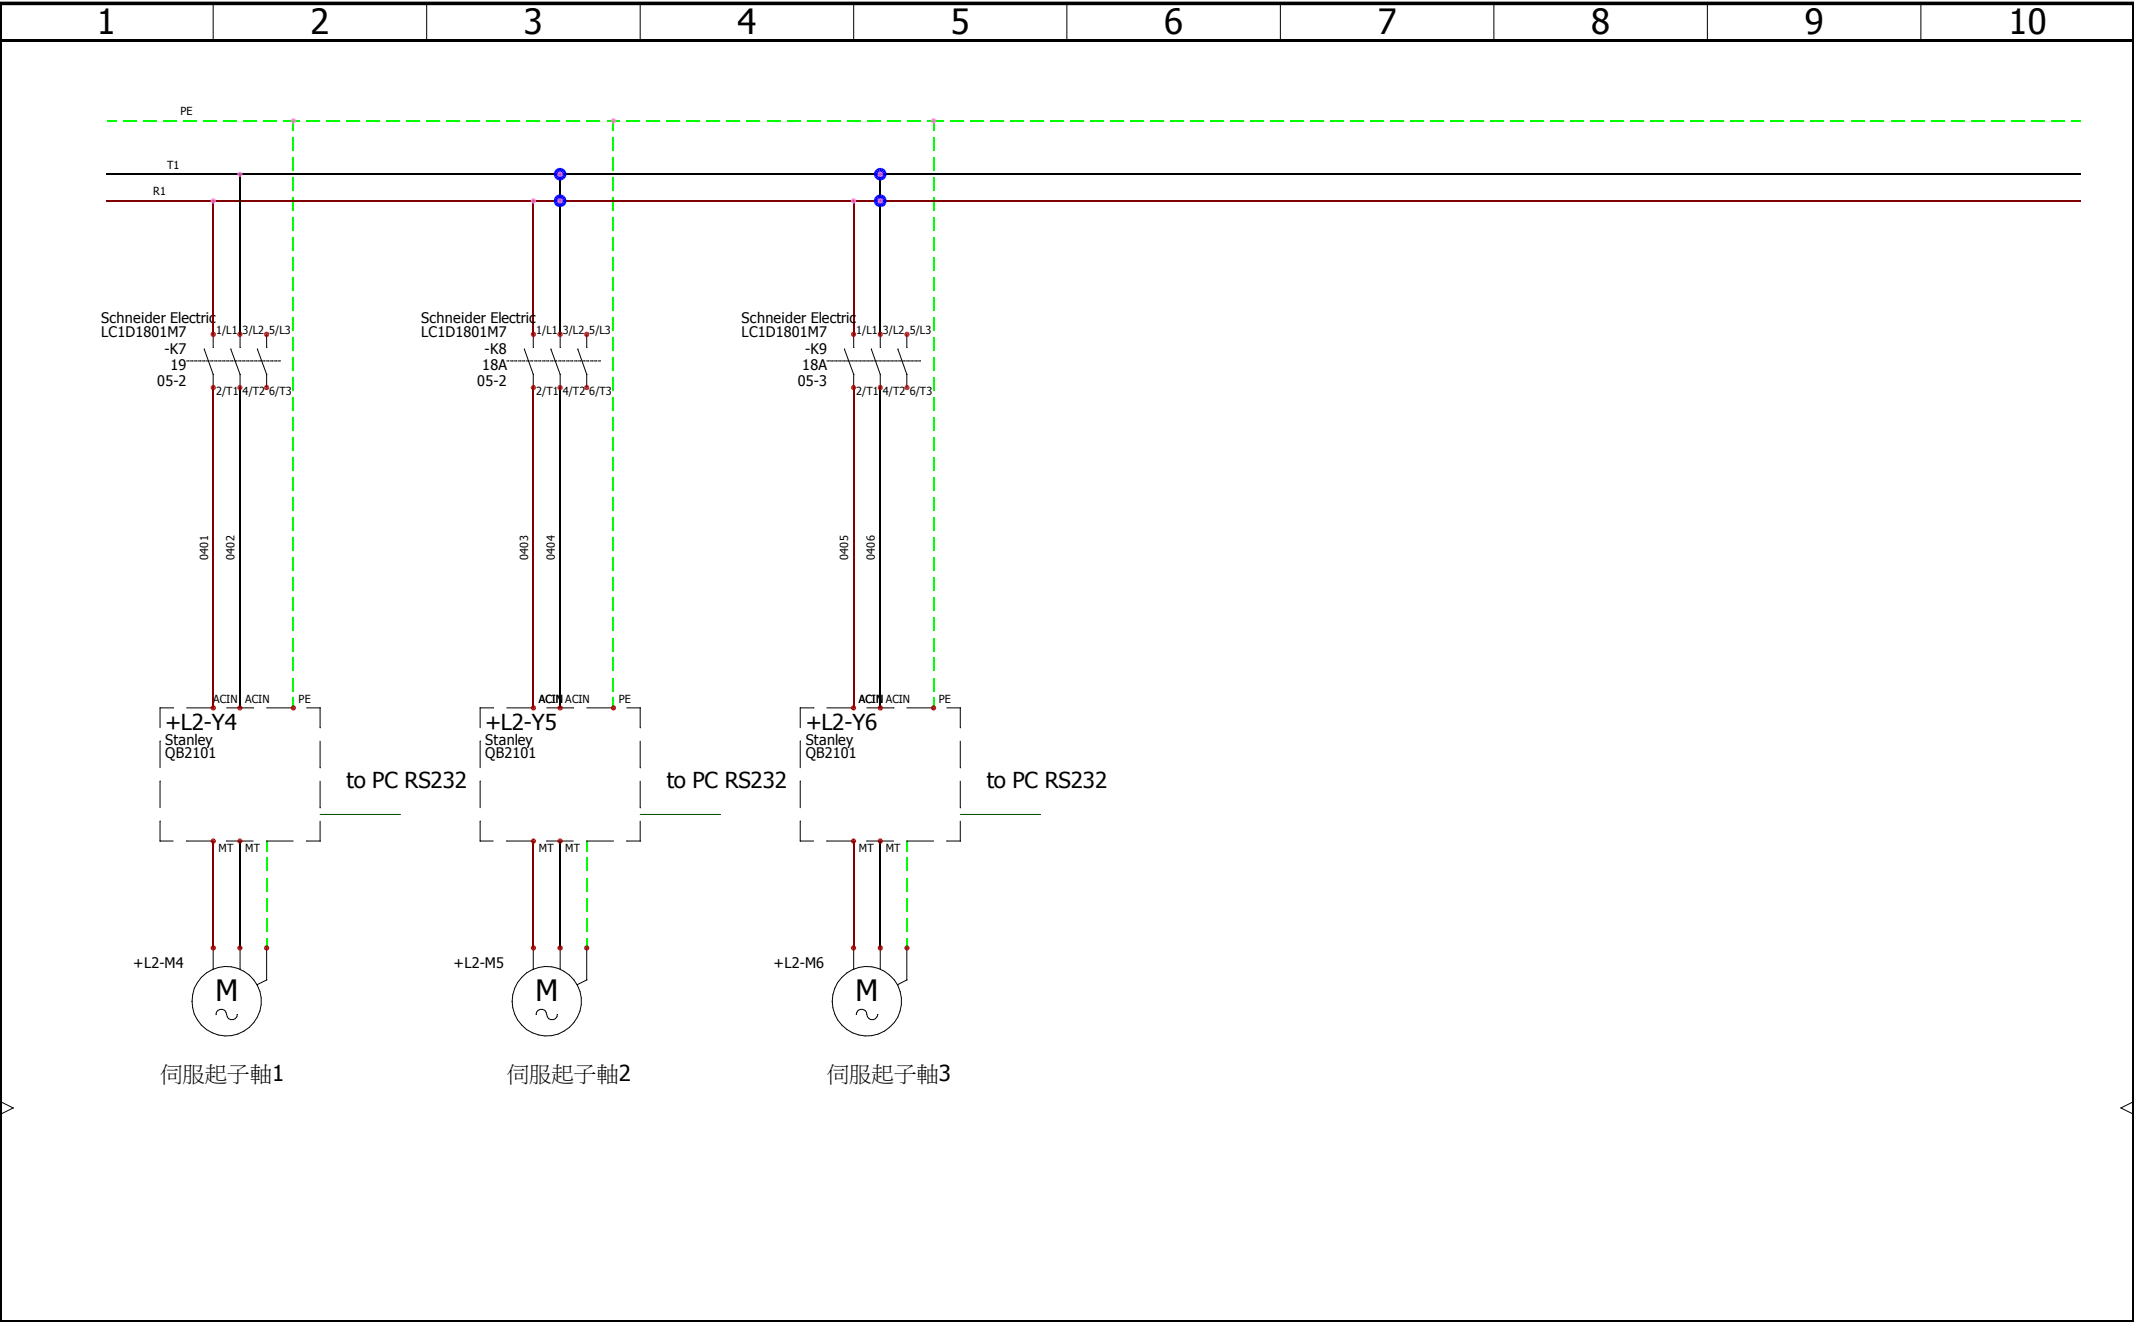 1 2 3 4 5 6 7 8 9 10
PE
T1
R1
Schneider Electric
LC1D1801M7
-K7
19
05-2
1/L1 3/L2 5/L3
2/T1 4/T2 6/T3
Schneider Electric
LC1D1801M7
-K8
18A
05-2
1/L1 3/L2 5/L3
2/T1 4/T2 6/T3
Schneider Electric
LC1D1801M7
-K9
18A
05-3
1/L1 3/L2 5/L3
2/T1 4/T2 6/T3
0401
0402
0403
0404
0405
0406
ACIN ACIN PE
+L2-Y4
Stanley
QB2101
to PC RS232
MT MT
ACIN ACIN PE
+L2-Y5
Stanley
QB2101
to PC RS232
MT MT
ACIN ACIN PE
+L2-Y6
Stanley
QB2101
to PC RS232
MT MT
+L2-M4
M
伺服起子軸1
+L2-M5
M
伺服起子軸2
+L2-M6
M
伺服起子軸3